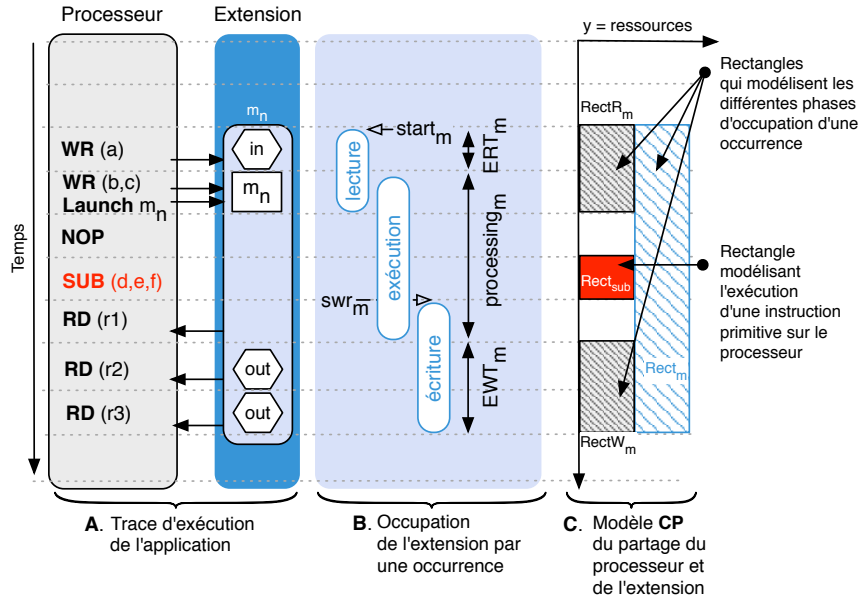 Processeur
Extension
y = ressources
Temps
WR (a)
WR (b,c)
Launch mn
NOP
SUB (d,e,f)
RD (r1)
RD (r2)
RD (r3)
mn
in
mn
out
out
lecture
exécution
écriture
startm
swrm
ERTm
processingm
EWTm
RectRm
Rectsub
Rectm
RectWm
Rectangles
qui modélisent les
différentes phases
d'occupation d'une
occurrence
Rectangle
modélisant
l'exécution
d'une instruction
primitive sur le
processeur
A. Trace d'exécution
de l'application
B. Occupation
de l'extension par
une occurrence
C. Modèle CP
du partage du
processeur et
de l'extension